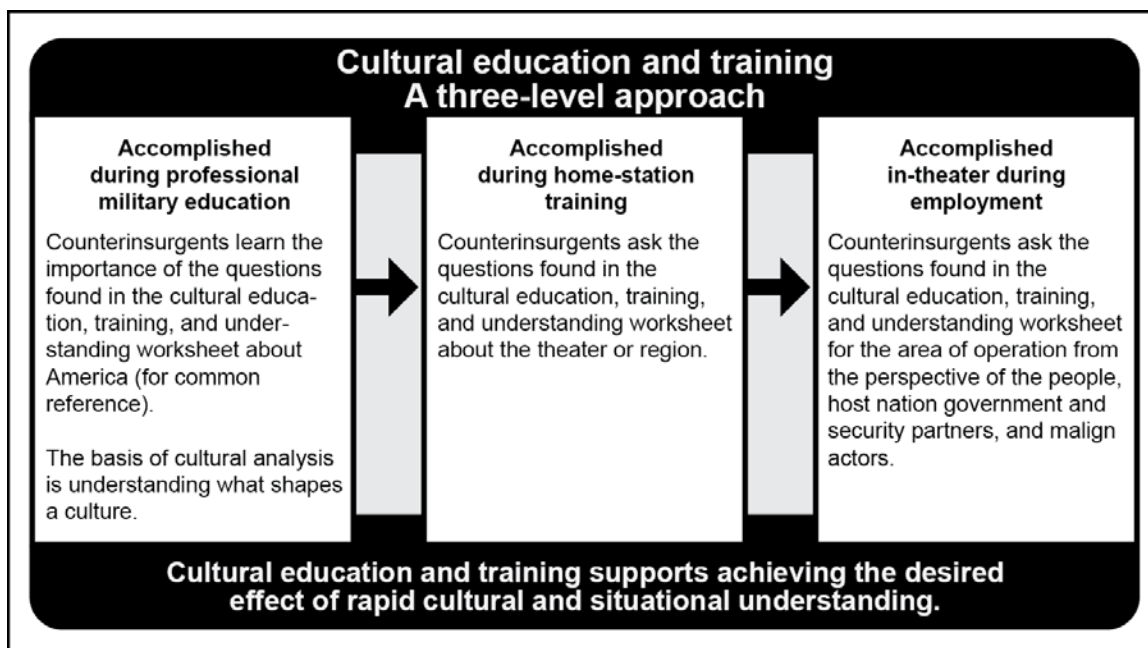 Cultural education and training
A three-level approach
Accomplished
during professional
military education
Counterinsurgents learn the
importance of the questions
found in the cultural educa-
tion, training, and under-
standing worksheet about
America (for common
reference).
The basis of cultural analysis
is understanding what shapes
a culture.
Accomplished
during home-station
training
Counterinsurgents ask the
questions found in the
cultural education, training,
and understanding worksheet
about the theater or region.
Accomplished
in-theater during
employment
Counterinsurgents ask the
questions found in the
cultural education, training,
and understanding worksheet
for the area of operation from
the perspective of the people,
host nation government and
security partners, and malign
actors.
Cultural education and training supports achieving the desired
effect of rapid cultural and situational understanding.